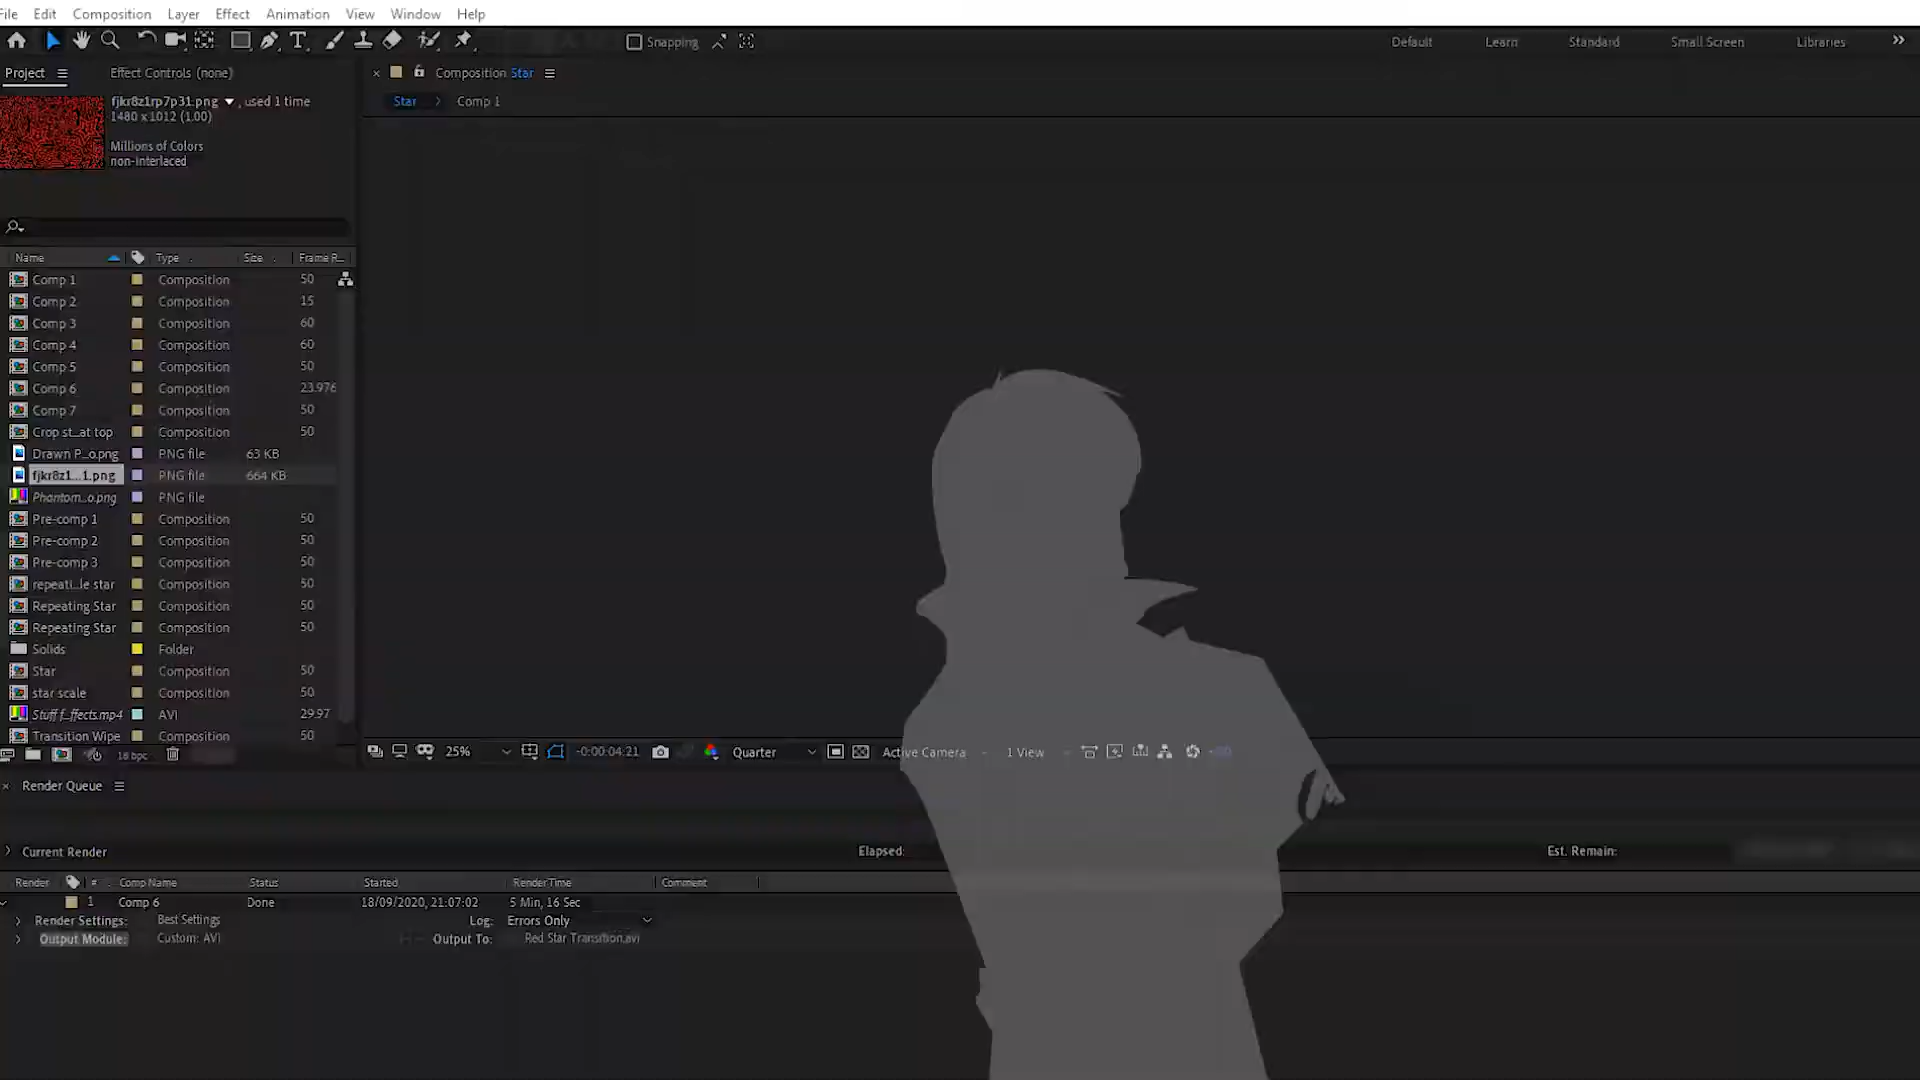 File Edit Composition Layer Effect Animation View Window Help
Snapping Default Learn Standard Small Screen Libraries
Project Effect Controls (none) Composition Star
fjkr8z1rp7p31.png , used 1 time
1480 x 1012 (1.00)
Star Comp 1
Millions of Colors
non-interlaced
Name Type Size Frame R...
Comp 1 Composition 50
Comp 2 Composition 15
Comp 3 Composition 60
Comp 4 Composition 60
Comp 5 Composition 50
Comp 6 Composition 23.976
Comp 7 Composition 50
Crop st...at top Composition 50
Drawn P...o.png PNG file 63 KB
fjkr8z1...1.png PNG file 664 KB
Phantom...o.png PNG file
Pre-comp 1 Composition 50
Pre-comp 2 Composition 50
Pre-comp 3 Composition 50
repeati...le star Composition 50
Repeating Star Composition 50
Repeating Star Composition 50
Solids Folder
Star Composition 50
star scale Composition 50
Stuff f...ffects.mp4 AVI 29.97
Transition Wipe Composition 50
16 bpc 25% -0:00:04:21 Quarter Active Camera 1 View
Render Queue
Current Render Elapsed: Est. Remain:
Render # Comp Name Status Started Render Time Comment
1 Comp 6 Done 18/09/2020, 21:07:02 5 Min, 16 Sec
Render Settings: Best Settings Log: Errors Only
Output Module: Custom: AVI Output To: Red Star Transition.avi